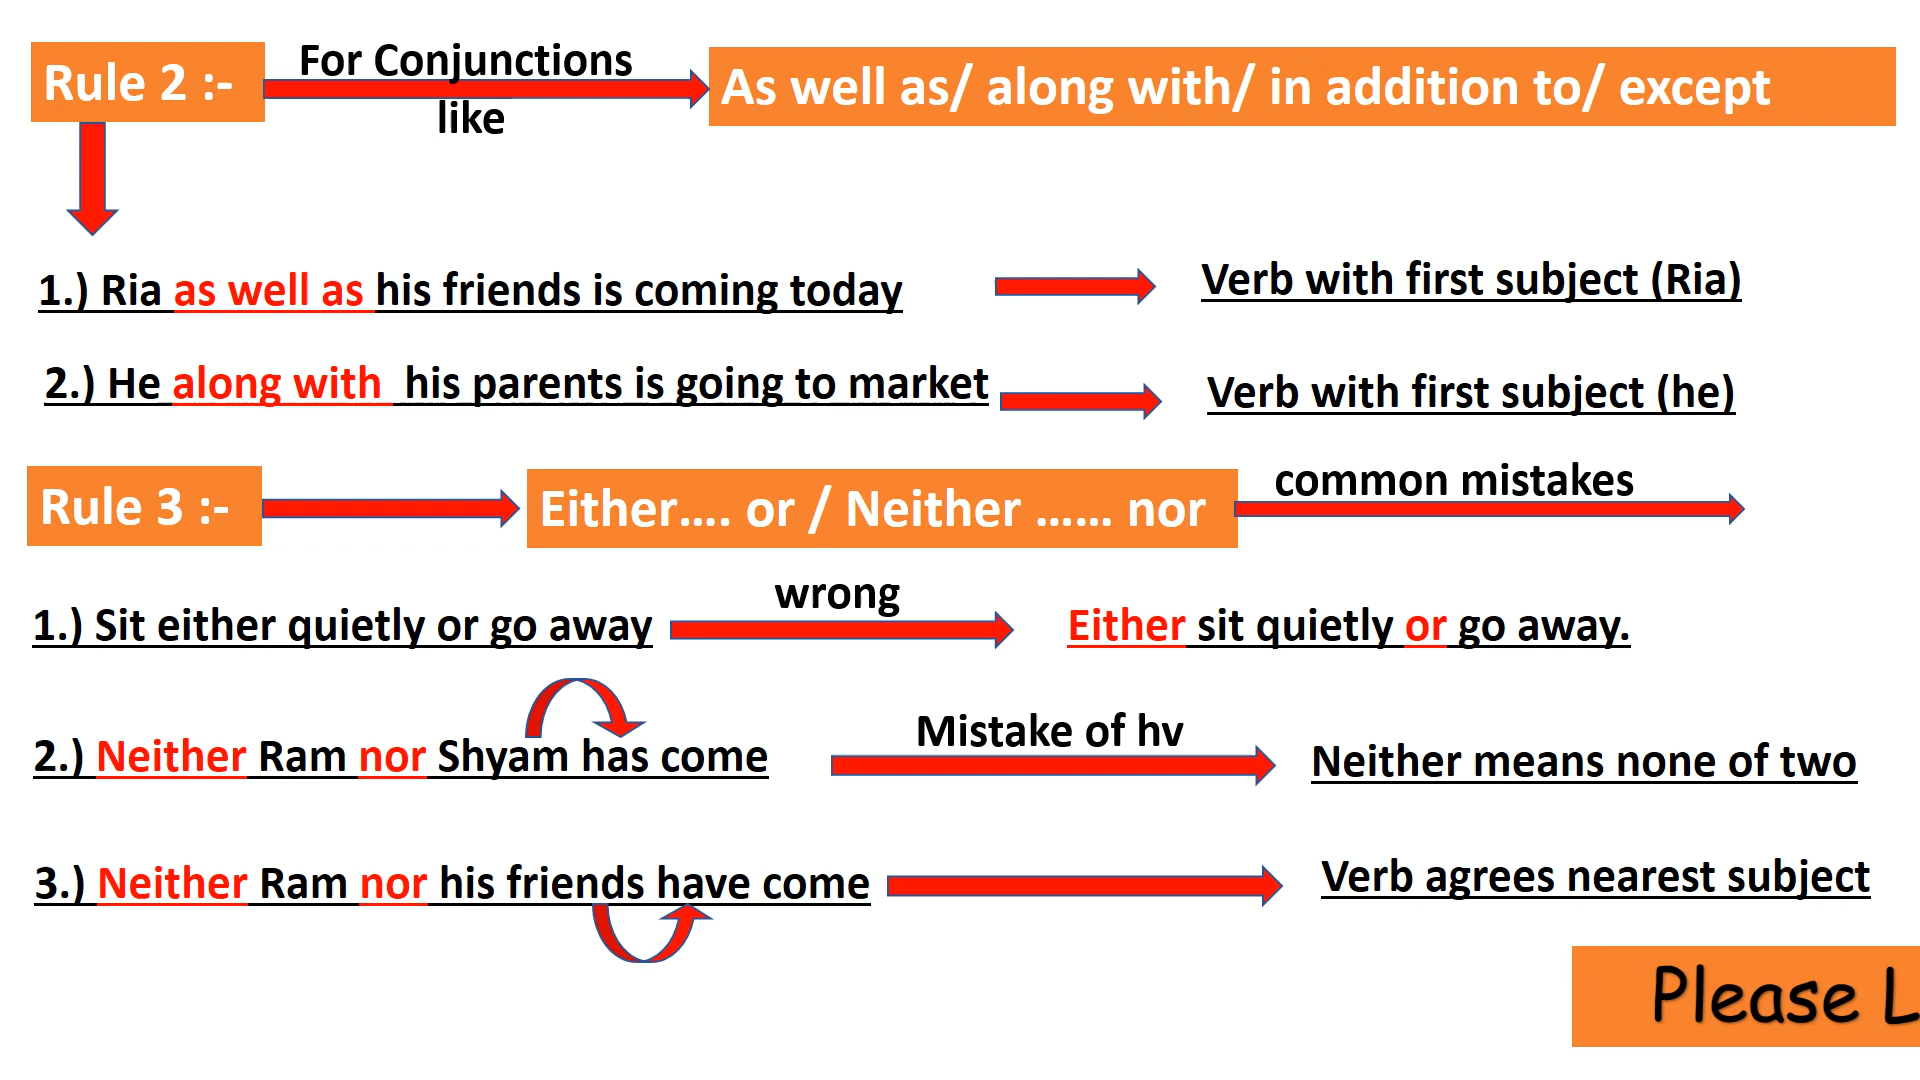 Rule 2 :-
For Conjunctions
like
As well as/ along with/ in addition to/ except
1.) Ria as well as his friends is coming today
Verb with first subject (Ria)
2.) He along with his parents is going to market
Verb with first subject (he)
Rule 3 :-
Either.... or / Neither ...... nor
common mistakes
1.) Sit either quietly or go away
wrong
Either sit quietly or go away.
2.) Neither Ram nor Shyam has come
Mistake of hv
Neither means none of two
3.) Neither Ram nor his friends have come
Verb agrees nearest subject
Please L